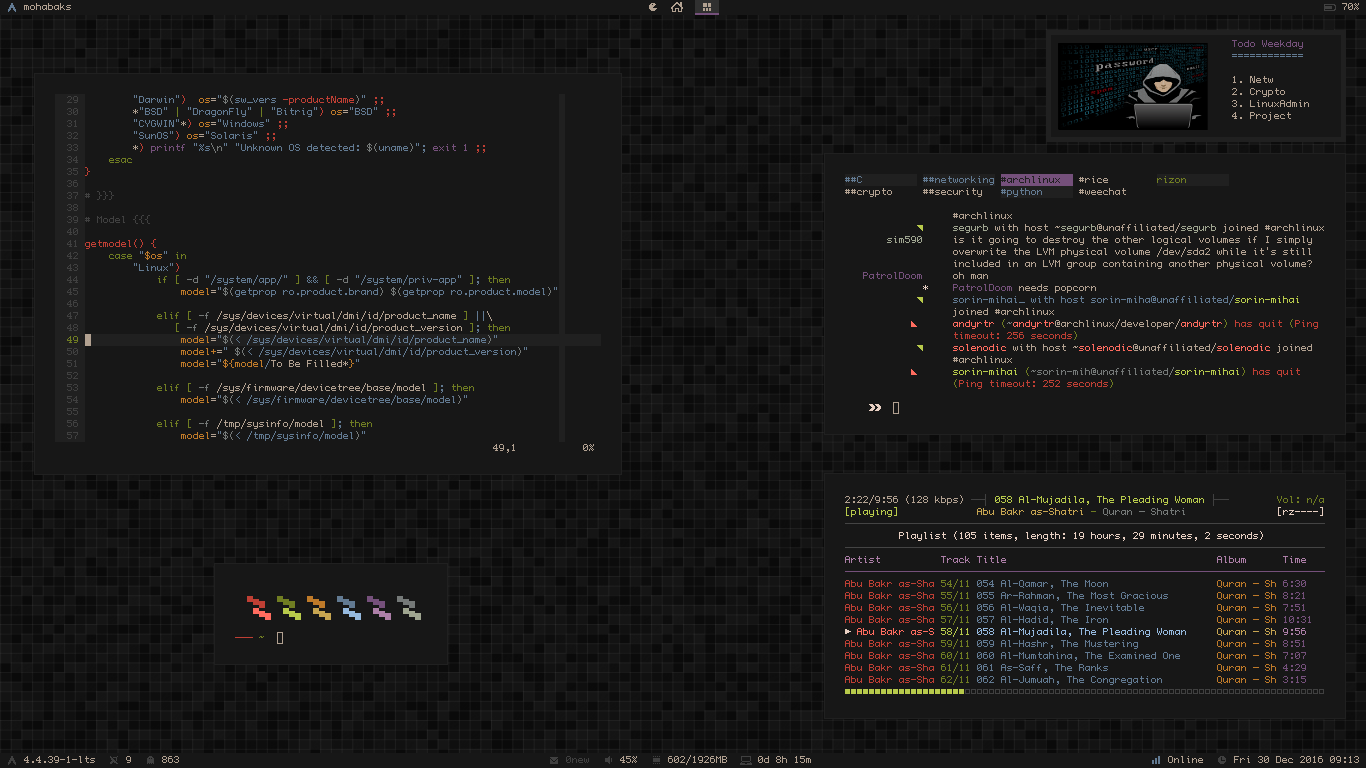 mohabaks
70%
29 "Darwin") os="$(sw_vers -productName)" ;;
30 *"BSD" | "DragonFly" | "Bitrig") os="BSD" ;;
31 "CYGWIN"*) os="Windows" ;;
32 "SunOS") os="Solaris" ;;
33 *) printf "%s\n" "Unknown OS detected: $(uname)"; exit 1 ;;
34 esac
35 }
36
37 # }}}
38
39 # Model {{{
40
41 getmodel() {
42 case "$os" in
43 "Linux")
44 if [ -d "/system/app/" ] && [ -d "/system/priv-app" ]; then
45 model="$(getprop ro.product.brand) $(getprop ro.product.model)"
46
47 elif [ -f /sys/devices/virtual/dmi/id/product_name ] ||\
48 [ -f /sys/devices/virtual/dmi/id/product_version ]; then
49 model="$(< /sys/devices/virtual/dmi/id/product_name)"
50 model+=" $(< /sys/devices/virtual/dmi/id/product_version)"
51 model="${model/To Be Filled*}"
52
53 elif [ -f /sys/firmware/devicetree/base/model ]; then
54 model="$(< /sys/firmware/devicetree/base/model)"
55
56 elif [ -f /tmp/sysinfo/model ]; then
57 model="$(< /tmp/sysinfo/model)"
49,1 0%
── ~
password
Todo Weekday
============
1. Netw
2. Crypto
3. LinuxAdmin
4. Project
##C ##networking #archlinux #rice rizon
##crypto ##security #python #weechat
#archlinux
segurb with host ~segurb@unaffiliated/segurb joined #archlinux
sim590 is it going to destroy the other logical volumes if I simply
overwrite the LVM physical volume /dev/sda2 while it's still
included in an LVM group containing another physical volume?
PatrolDoom oh man
* PatrolDoom needs popcorn
sorin-mihai_ with host sorin-miha@unaffiliated/sorin-mihai
joined #archlinux
andyrtr (~andyrtr@archlinux/developer/andyrtr) has quit (Ping
timeout: 256 seconds)
solenodic with host ~solenodic@unaffiliated/solenodic joined
#archlinux
sorin-mihai (~sorin-mih@unaffiliated/sorin-mihai) has quit
(Ping timeout: 252 seconds)
»
2:22/9:56 (128 kbps) ──┤ 058 Al-Mujadila, The Pleading Woman ├── Vol: n/a
[playing] Abu Bakr as-Shatri - Quran - Shatri [rz----]
Playlist (105 items, length: 19 hours, 29 minutes, 2 seconds)
Artist Track Title Album Time
Abu Bakr as-Sha 54/11 054 Al-Qamar, The Moon Quran - Sh 6:30
Abu Bakr as-Sha 55/11 055 Ar-Rahman, The Most Gracious Quran - Sh 8:21
Abu Bakr as-Sha 56/11 056 Al-Waqia, The Inevitable Quran - Sh 7:51
Abu Bakr as-Sha 57/11 057 Al-Hadid, The Iron Quran - Sh 10:31
▶ Abu Bakr as-S 58/11 058 Al-Mujadila, The Pleading Woman Quran - Sh 9:56
Abu Bakr as-Sha 59/11 059 Al-Hashr, The Mustering Quran - Sh 8:51
Abu Bakr as-Sha 60/11 060 Al-Mumtahina, The Examined One Quran - Sh 7:07
Abu Bakr as-Sha 61/11 061 As-Saff, The Ranks Quran - Sh 4:29
Abu Bakr as-Sha 62/11 062 Al-Jumuah, The Congregation Quran - Sh 3:15
4.4.39-1-lts 9 863 0new 45% 602/1926MB 0d 8h 15m Online Fri 30 Dec 2016 09:13